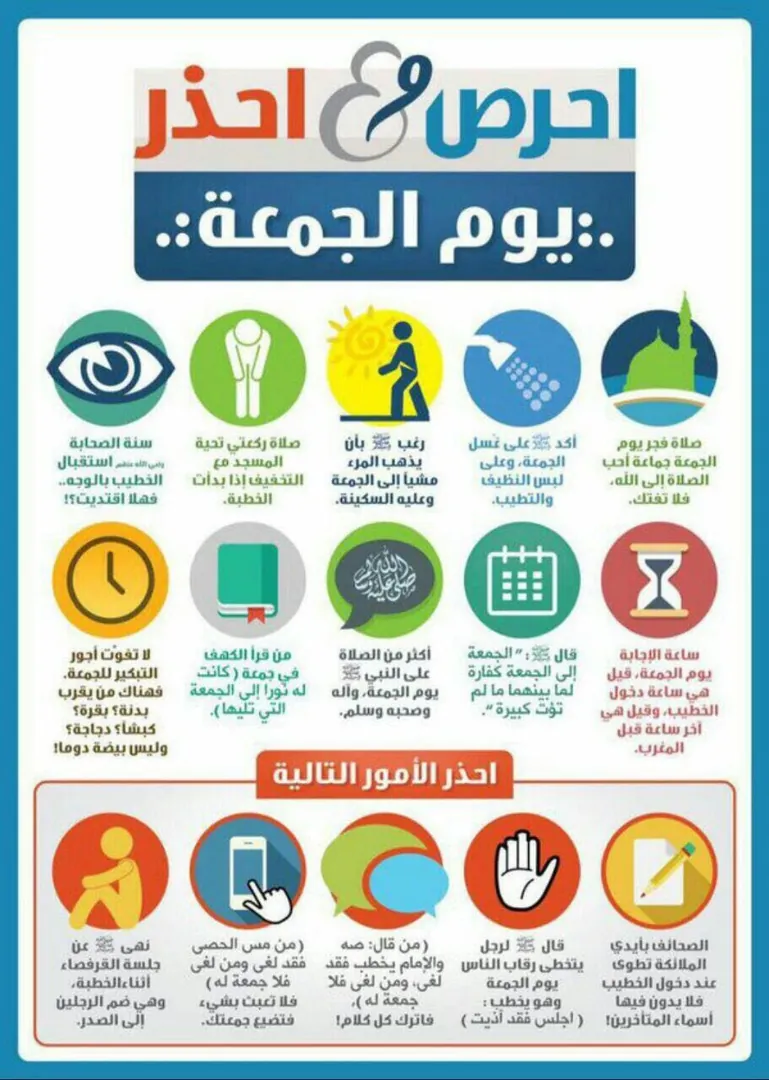 احرص و احذر
.:: يوم الجمعة ::.
صلاة فجر يوم
الجمعة جماعة أحب
الصلاة إلى الله،
فلا تفتك.
أكد ﷺ على غسل
الجمعة، وعلى
لبس النظيف
والتطيب.
رغب ﷺ بأن
يذهب المرء
مشياً إلى الجمعة
وعليه السكينة.
صلاة ركعتي تحية
المسجد مع
التخفيف إذا بدأت
الخطبة.
سنة الصحابة
رضي الله عنهم استقبال
الخطيب بالوجه..
فهلا اقتديت؟!
ساعة الإجابة
يوم الجمعة، قيل
هي ساعة دخول
الخطيب، وقيل هي
آخر ساعة قبل
المغرب.
قال ﷺ: "الجمعة
إلى الجمعة كفارة
لما بينهما ما لم
تؤت كبيرة".
صلى الله عليه وسلم
أكثر من الصلاة
على النبي ﷺ
يوم الجمعة، وآله
وصحبه وسلم.
من قرأ الكهف
في جمعة (كانت
له نورا إلى الجمعة
التي تليها).
لا تفوت أجور
التبكير للجمعة.
فهناك من يقرب
بدنة؟ بقرة؟
كبشاً؟ دجاجة؟
وليس بيضة دوما!
احذر الأمور التالية
الصحائف بأيدي
الملائكة تطوى
عند دخول الخطيب
فلا يدون فيها
أسماء المتأخرين!
قال ﷺ لرجل
يتخطى رقاب الناس
يوم الجمعة
وهو يخطب :
( اجلس فقد آذيت )
( من قال: صه
والإمام يخطب فقد
لغى، ومن لغى فلا
جمعة له )،
فاترك كل كلام!
( من مس الحصى
فقد لغى ومن لغى
فلا جمعة له )
فلا تعبث بشيء
فتضيع جمعتك.
نهى ﷺ عن
جلسة القرفصاء
أثناء الخطبة،
وهي ضم الرجلين
إلى الصدر.